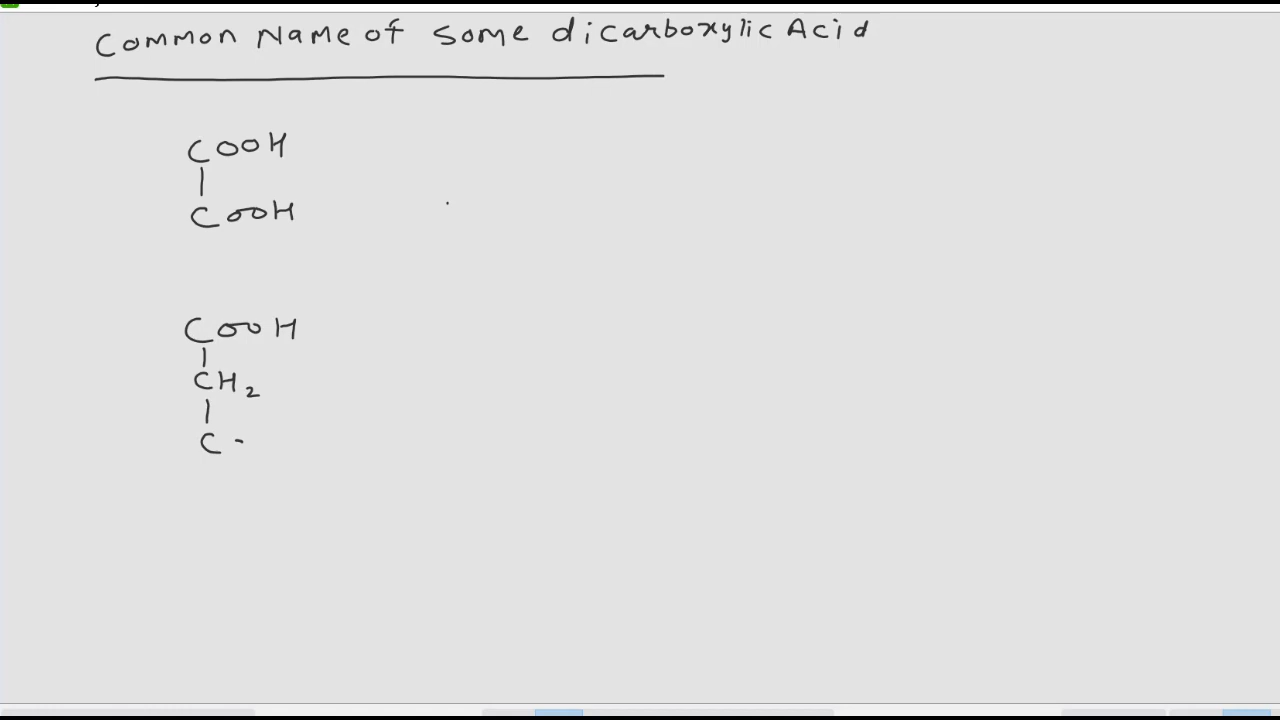 Common Name of some dicarboxylic Acid
COOH
|
COOH
COOH
|
CH2
|
C -